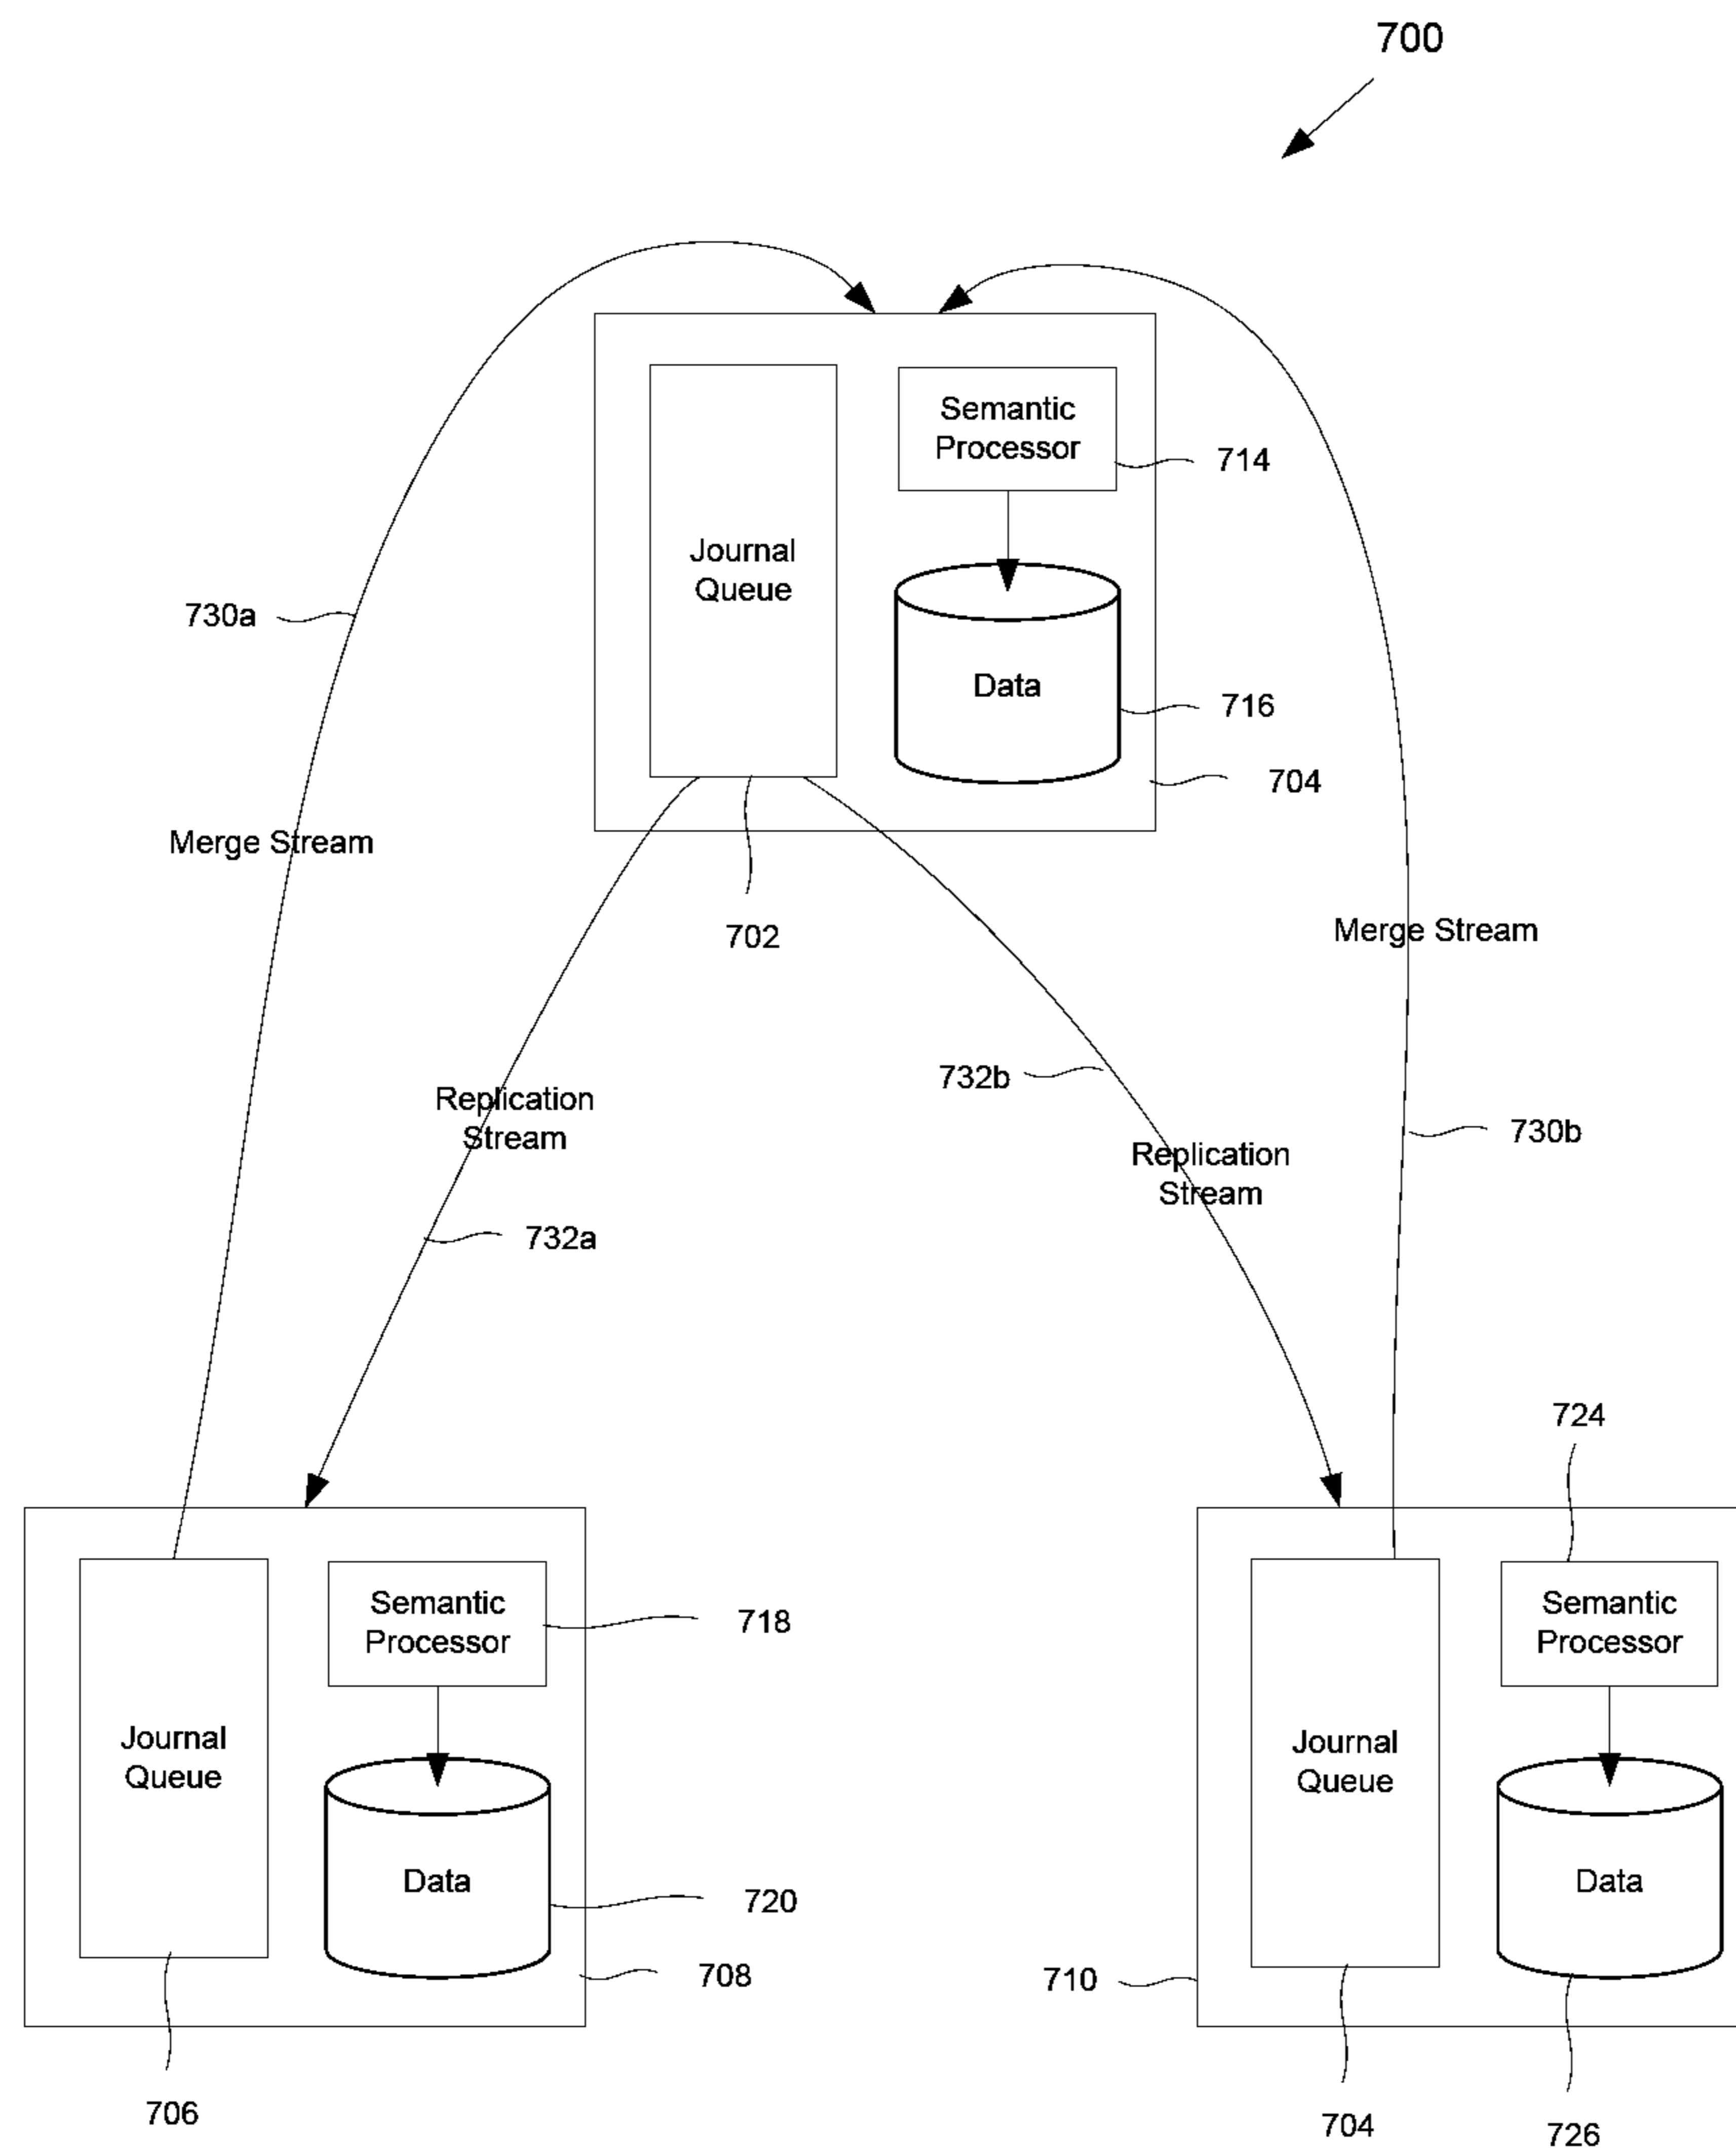 700
Semantic
Processor
714
Journal
Queue
730a
Data
716
704
Merge Stream
702
Merge Stream
732b
Replication
Stream
730b
Replication
Stream
732a
724
Semantic
Processor
718
Semantic
Processor
Journal
Queue
Journal
Queue
Data
720
Data
708
710
706
704
726